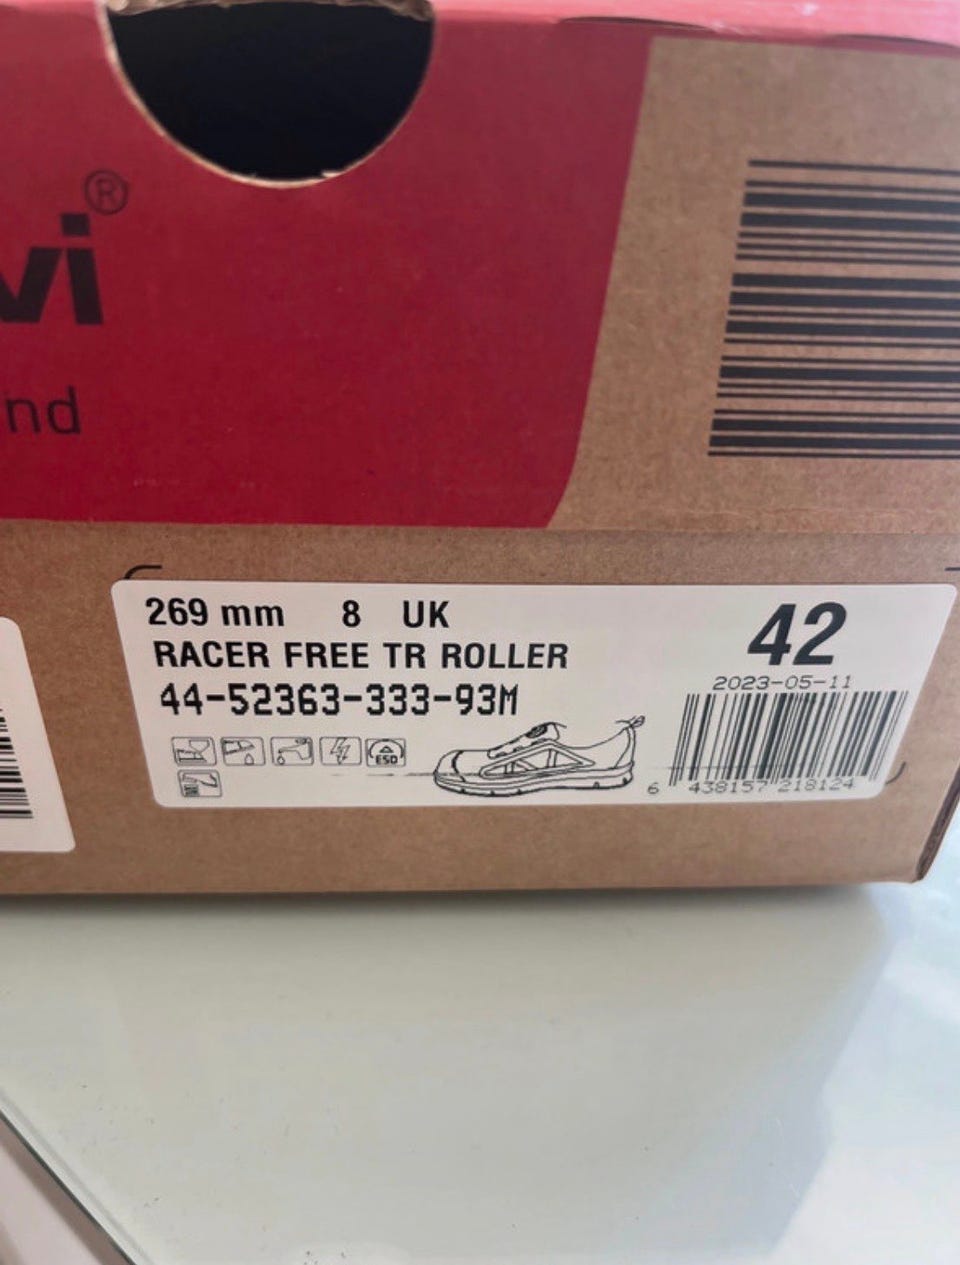 vi®
nd
269 mm 8 UK
42
RACER FREE TR ROLLER
2023-05-11
44-52363-333-93M
ESD
6 438157 218124